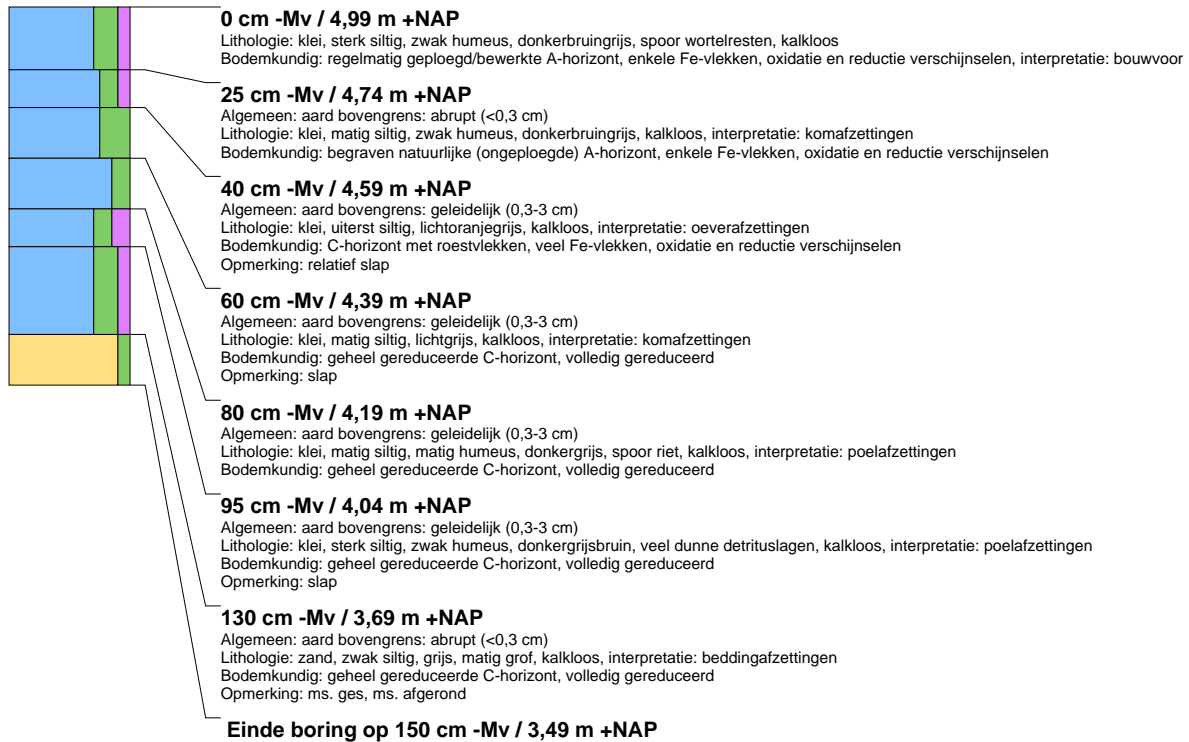 0 cm -Mv / 4,99 m +NAP
Lithologie: klei, sterk siltig, zwak humeus, donkerbruingrijs, spoor wortelresten, kalkloos
Bodemkundig: regelmatig geploegd/bewerkte A-horizont, enkele Fe-vlekken, oxidatie en reductie verschijnselen, interpretatie: bouwvoor
25 cm -Mv / 4,74 m +NAP
Algemeen: aard bovengrens: abrupt (<0,3 cm)
Lithologie: klei, matig siltig, zwak humeus, donkerbruingrijs, kalkloos, interpretatie: komafzettingen
Bodemkundig: begraven natuurlijke (ongeploegde) A-horizont, enkele Fe-vlekken, oxidatie en reductie verschijnselen
40 cm -Mv / 4,59 m +NAP
Algemeen: aard bovengrens: geleidelijk (0,3-3 cm)
Lithologie: klei, uiterst siltig, lichtoranjegrijs, kalkloos, interpretatie: oeverafzettingen
Bodemkundig: C-horizont met roestvlekken, veel Fe-vlekken, oxidatie en reductie verschijnselen
Opmerking: relatief slap
60 cm -Mv / 4,39 m +NAP
Algemeen: aard bovengrens: geleidelijk (0,3-3 cm)
Lithologie: klei, matig siltig, lichtgrijs, kalkloos, interpretatie: komafzettingen
Bodemkundig: geheel gereduceerde C-horizont, volledig gereduceerd
Opmerking: slap
80 cm -Mv / 4,19 m +NAP
Algemeen: aard bovengrens: geleidelijk (0,3-3 cm)
Lithologie: klei, matig siltig, matig humeus, donkergrijs, spoor riet, kalkloos, interpretatie: poelafzettingen
Bodemkundig: geheel gereduceerde C-horizont, volledig gereduceerd
95 cm -Mv / 4,04 m +NAP
Algemeen: aard bovengrens: geleidelijk (0,3-3 cm)
Lithologie: klei, sterk siltig, zwak humeus, donkergrijsbruin, veel dunne detrituslagen, kalkloos, interpretatie: poelafzettingen
Bodemkundig: geheel gereduceerde C-horizont, volledig gereduceerd
Opmerking: slap
130 cm -Mv / 3,69 m +NAP
Algemeen: aard bovengrens: abrupt (<0,3 cm)
Lithologie: zand, zwak siltig, grijs, matig grof, kalkloos, interpretatie: beddingafzettingen
Bodemkundig: geheel gereduceerde C-horizont, volledig gereduceerd
Opmerking: ms. ges, ms. afgerond
Einde boring op 150 cm -Mv / 3,49 m +NAP